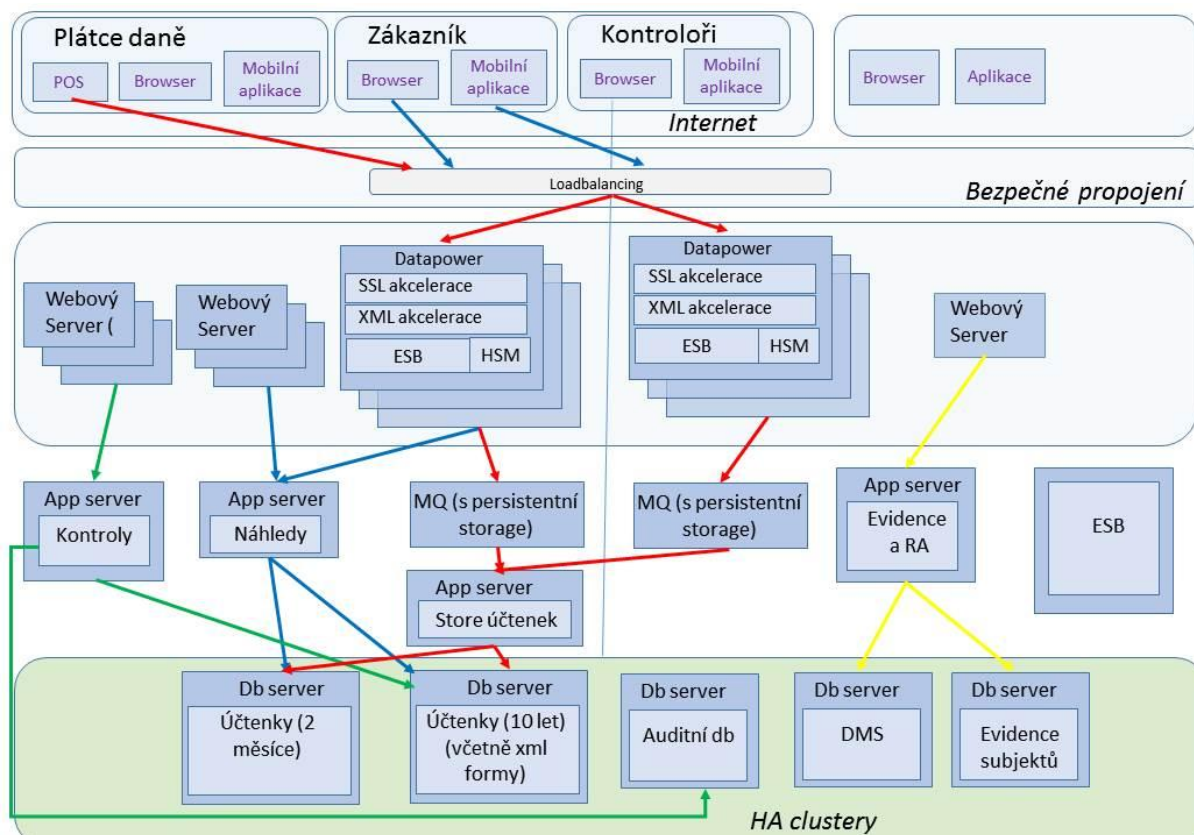 Plátce daně
POS
Browser
Mobilní
aplikace
Zákazník
Browser
Mobilní
aplikace
Kontroloři
Browser
Mobilní
aplikace
Internet
Browser
Aplikace
Loadbalancing
Bezpečné propojení
Webový
Server (
Webový
Server
Datapower
SSL akcelerace
XML akcelerace
ESB
HSM
Datapower
SSL akcelerace
XML akcelerace
ESB
HSM
Webový
Server
App server
Kontroly
App server
Náhledy
MQ (s persistentní
storage)
MQ (s persistentní
storage)
App server
Evidence
a RA
ESB
App server
Store účtenek
Db server
Účtenky (2
měsíce)
Db server
Účtenky (10 let)
(včetně xml
formy)
Db server
Auditní db
Db server
DMS
Db server
Evidence
subjektů
HA clustery